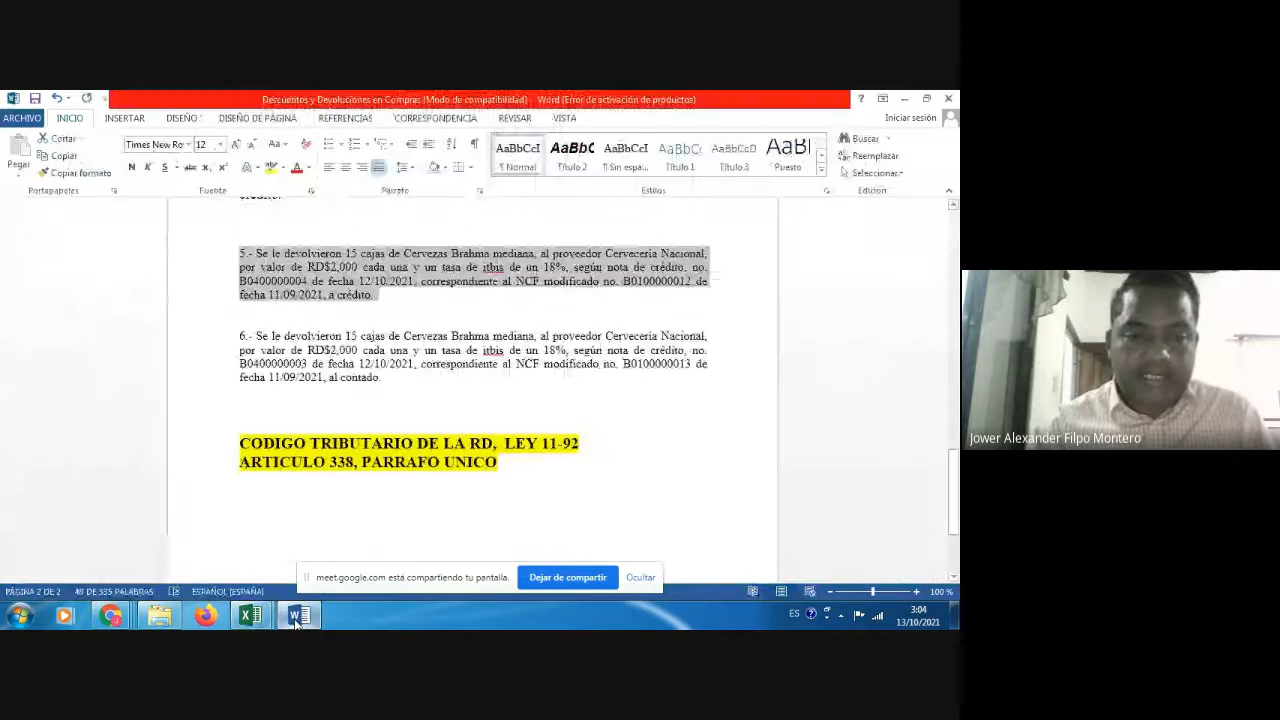 Descuentos y Devoluciones en Compras [Modo de compatibilidad] - Word (Error de activación de productos)
ARCHIVO INICIO INSERTAR DISEÑO DISEÑO DE PÁGINA REFERENCIAS CORRESPONDENCIA REVISAR VISTA Iniciar sesión
Pegar
Cortar
Copiar
Copiar formato
Portapapeles
Times New Ro 12
N K S abc
Fuente
Párrafo
AaBbCcI AaBbC AaBbCcI AaBbCc AaBbCcI AaBl
¶ Normal Título 2 ¶ Sin espa... Título 1 Título 3 Puesto
Estilos
Buscar
Reemplazar
Seleccionar
Edición
5.- Se le devolvieron 15 cajas de Cervezas Brahma mediana, al proveedor Cervecería Nacional,
por valor de RD$2,000 cada una y un tasa de itbis de un 18%, según nota de crédito, no.
B0400000004 de fecha 12/10/2021, correspondiente al NCF modificado no. B0100000012 de
fecha 11/09/2021, a crédito.
6.- Se le devolvieron 15 cajas de Cervezas Brahma mediana, al proveedor Cervecería Nacional,
por valor de RD$2,000 cada una y un tasa de itbis de un 18%, según nota de crédito, no.
B0400000003 de fecha 12/10/2021, correspondiente al NCF modificado no. B0100000013 de
fecha 11/09/2021, al contado.
CODIGO TRIBUTARIO DE LA RD, LEY 11-92
ARTICULO 338, PARRAFO UNICO
meet.google.com está compartiendo tu pantalla. Dejar de compartir Ocultar
PÁGINA 2 DE 2 48 DE 335 PALABRAS ESPAÑOL (ESPAÑA) 100 %
ES 3:04
13/10/2021
Jower Alexander Filpo Montero